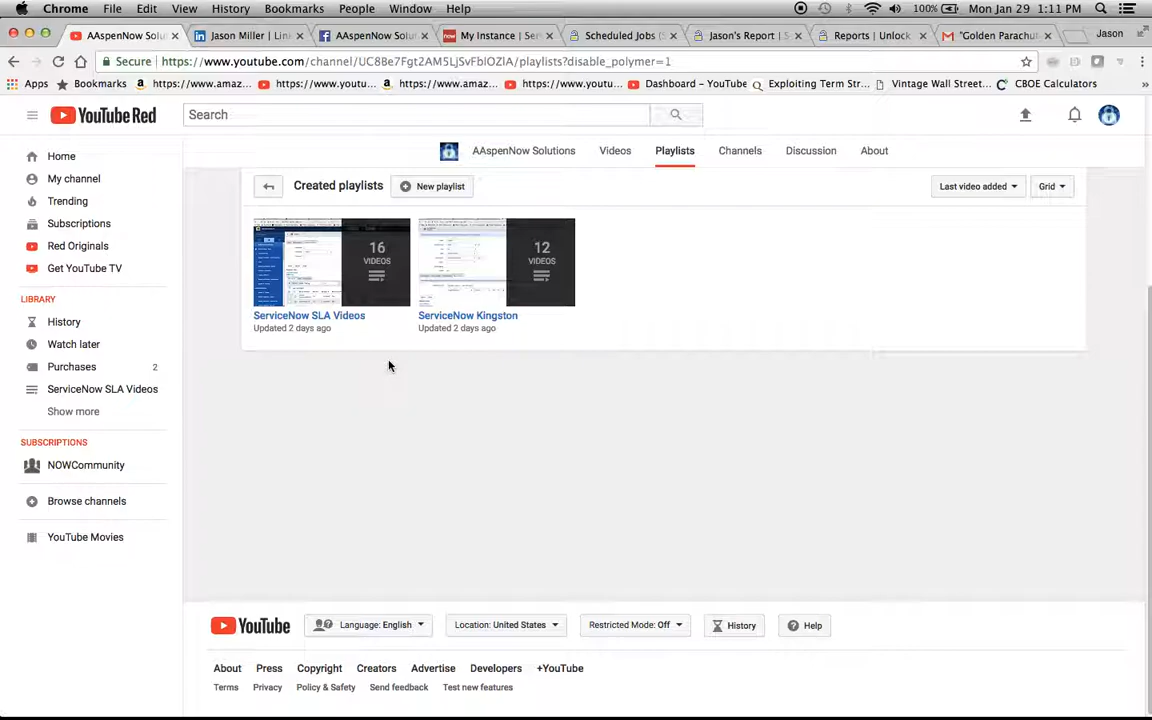 Chrome File Edit View History Bookmarks People Window Help 100% Mon Jan 29 1:11 PM
AAspenNow Solu Jason Miller | Lin AAspenNow Solu My Instance | Serv Scheduled Jobs (S Jason's Report | S Reports | Unlock "Golden Parachut Jason
Secure https://www.youtube.com/channel/UC8Be7Fgt2AM5LjSvFblOZIA/playlists?disable_polymer=1
Apps Bookmarks https://www.amaz... https://www.youtu... https://www.amaz... https://www.youtu... Dashboard – YouTube Exploiting Term Str... Vintage Wall Street... CBOE Calculators »
YouTube Red Search
AAspenNow Solutions Videos Playlists Channels Discussion About
Home
My channel
Trending
Subscriptions
Red Originals
Get YouTube TV
LIBRARY
History
Watch later
Purchases 2
ServiceNow SLA Videos
Show more
SUBSCRIPTIONS
NOWCommunity
Browse channels
YouTube Movies
Created playlists New playlist Last video added Grid
16 VIDEOS
ServiceNow SLA Videos
Updated 2 days ago
12 VIDEOS
ServiceNow Kingston
Updated 2 days ago
YouTube Language: English Location: United States Restricted Mode: Off History Help
About Press Copyright Creators Advertise Developers +YouTube
Terms Privacy Policy & Safety Send feedback Test new features